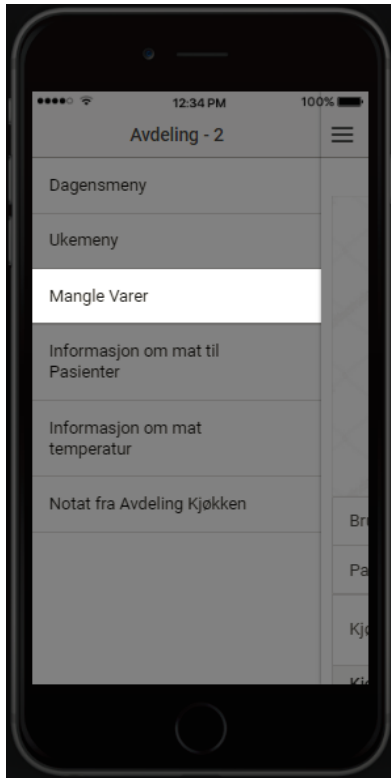 12:34 PM
100%
Avdeling - 2
Dagensmeny
Ukemeny
Mangle Varer
Informasjon om mat til
Pasienter
Informasjon om mat
temperatur
Notat fra Avdeling Kjøkken